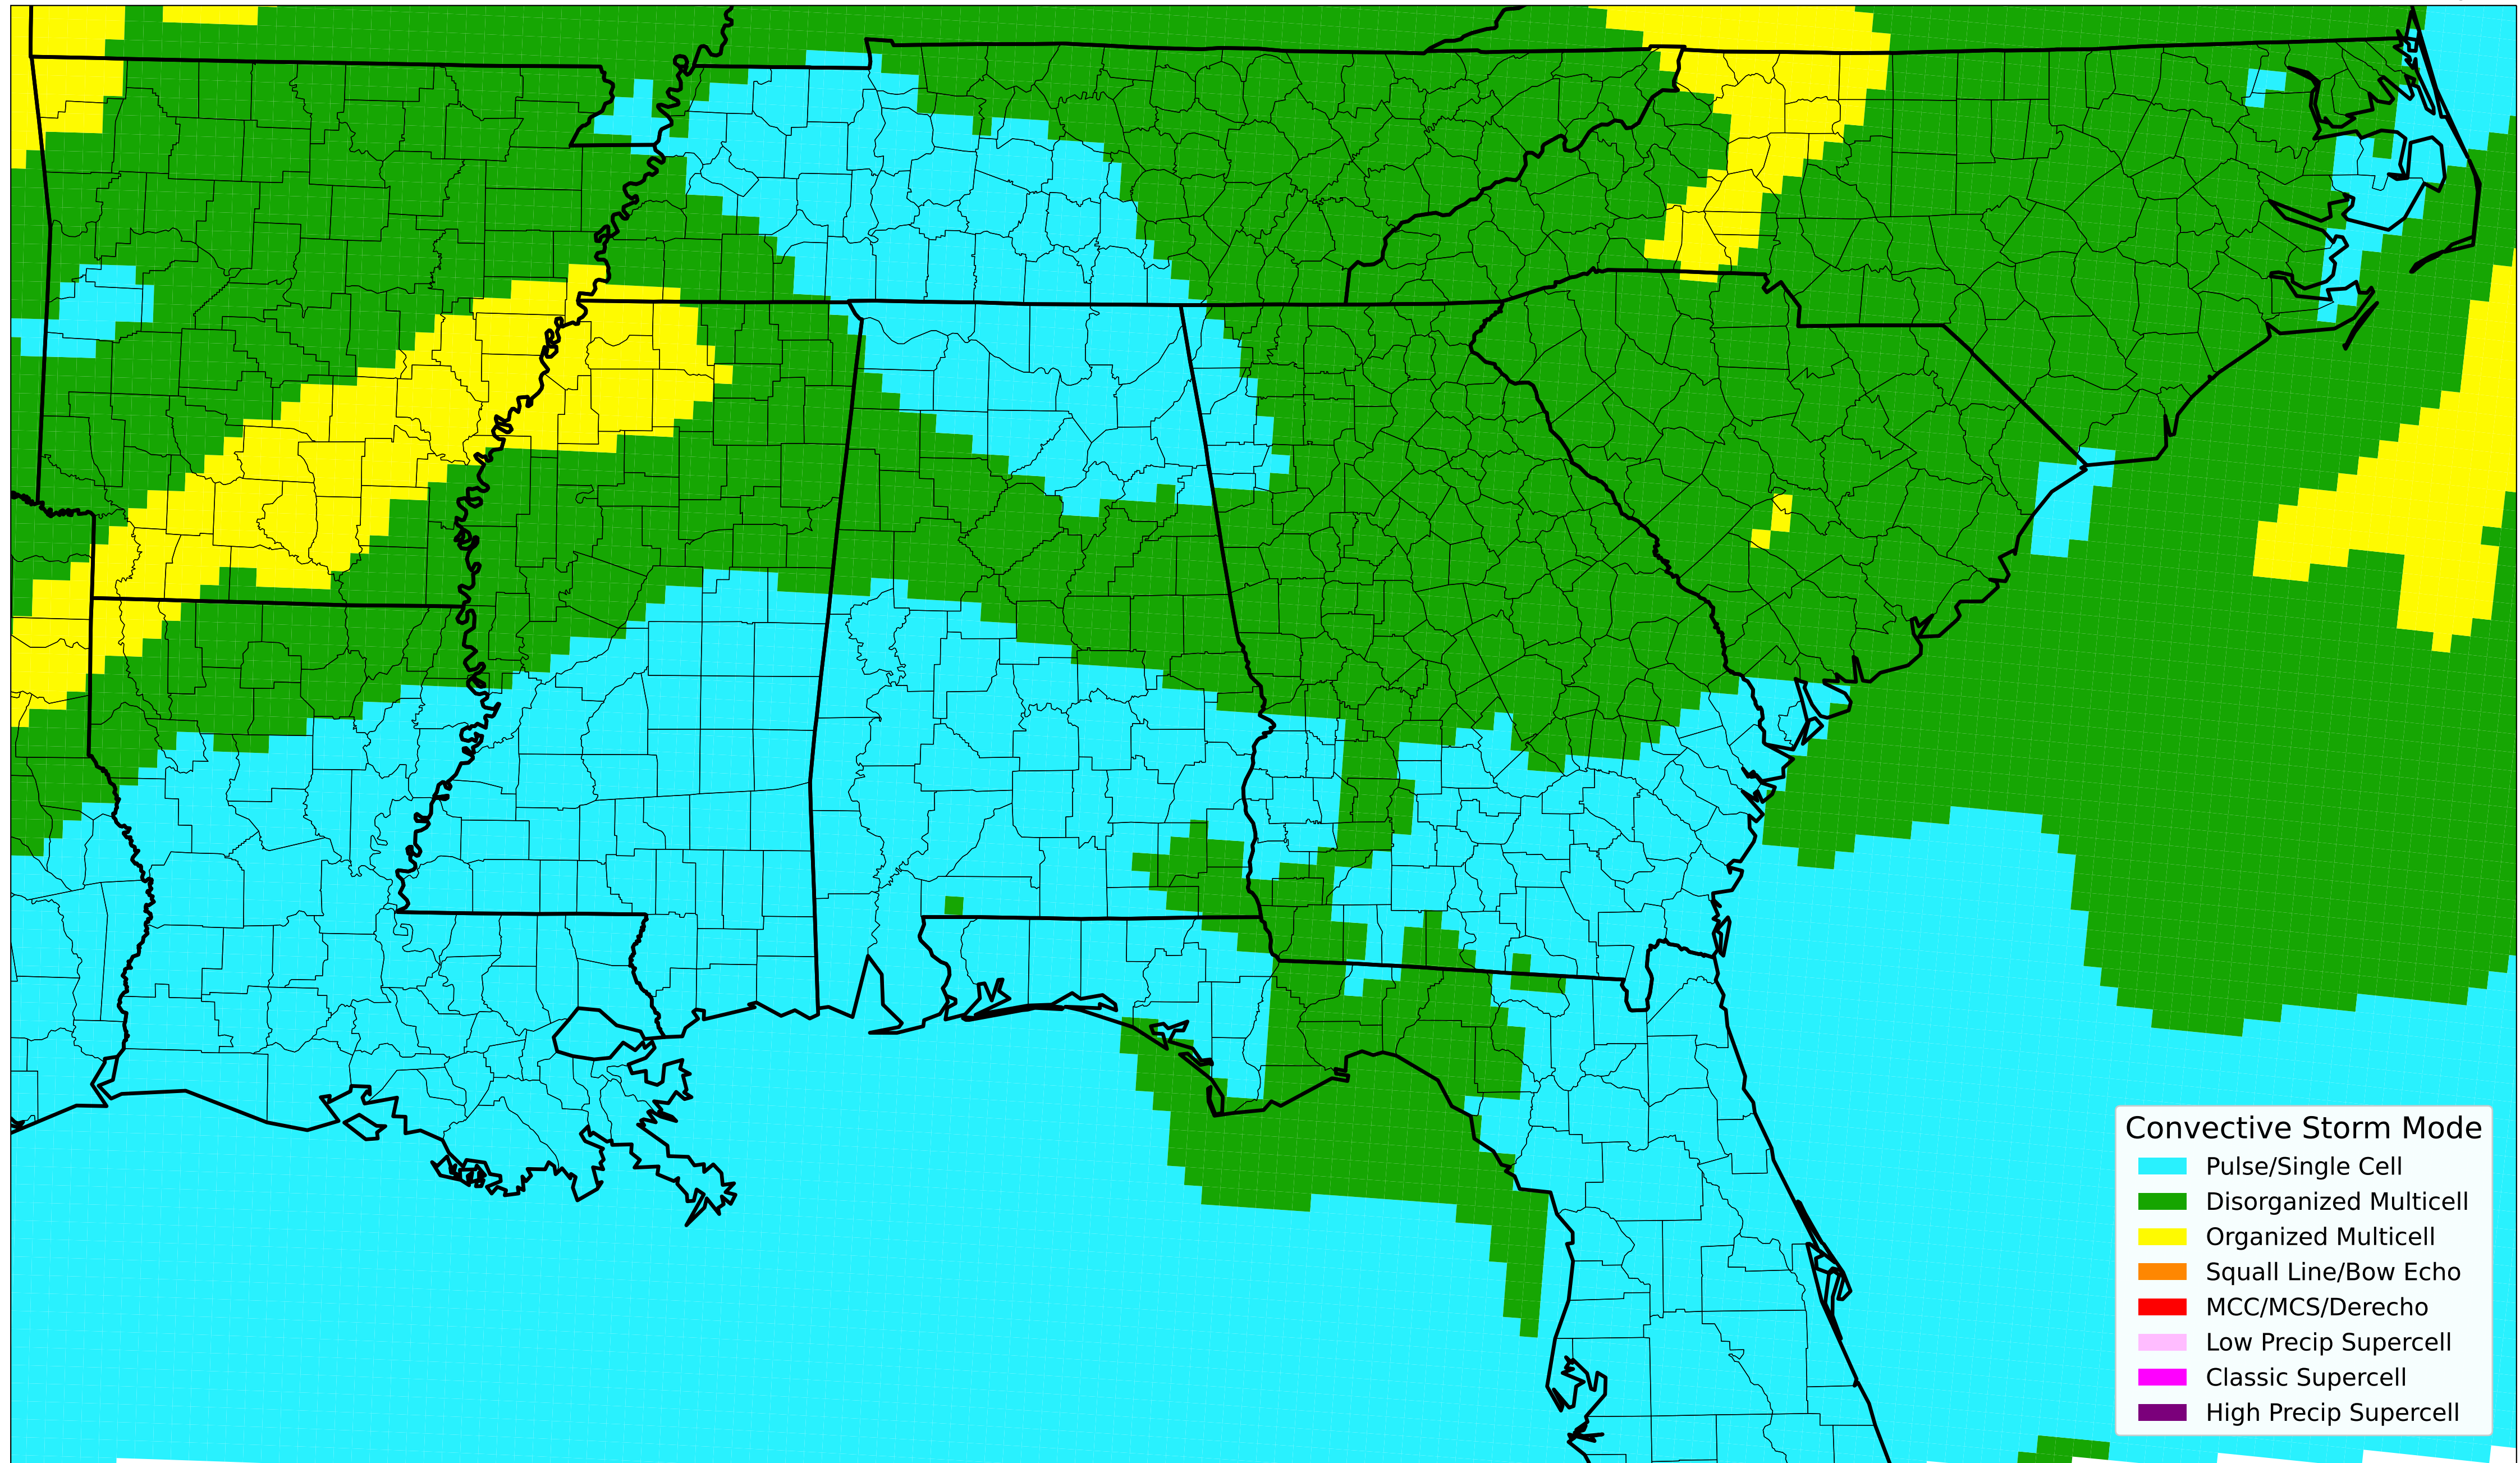 Convective Storm Mode
Pulse/Single Cell
Disorganized Multicell
Organized Multicell
Squall Line/Bow Echo
MCC/MCS/Derecho
Low Precip Supercell
Classic Supercell
High Precip Supercell